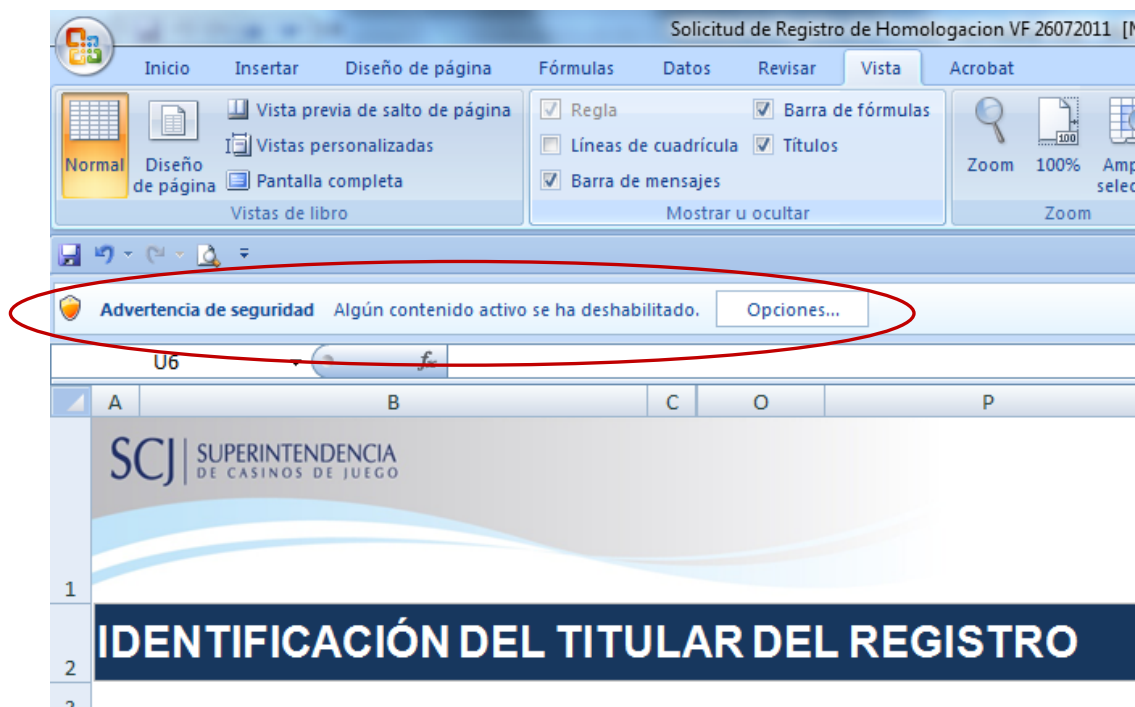 Solicitud de Registro de Homologacion VF 26072011
Inicio Insertar Diseño de página Fórmulas Datos Revisar Vista Acrobat
Normal
Diseño
de página
Vista previa de salto de página
Vistas personalizadas
Pantalla completa
Vistas de libro
Regla
Líneas de cuadrícula
Barra de mensajes
Barra de fórmulas
Títulos
Mostrar u ocultar
Zoom
100
100%
Zoom
Advertencia de seguridad Algún contenido activo se ha deshabilitado. Opciones...
U6 fx
A B C O P
SCJ SUPERINTENDENCIA
DE CASINOS DE JUEGO
1
IDENTIFICACIÓN DEL TITULAR DEL REGISTRO
2